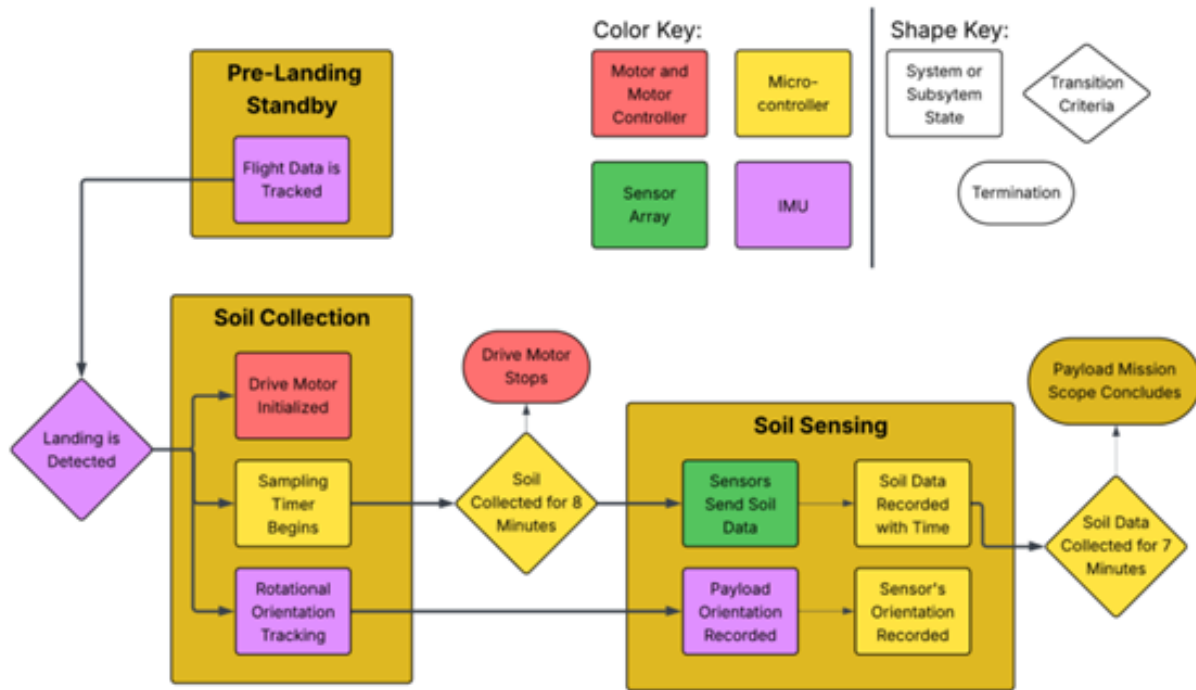 Color Key:
Motor and
Motor
Controller
Micro-
controller
Sensor
Array
IMU
Shape Key:
System or
Subsytem
State
Transition
Criteria
Termination
Pre-Landing
Standby
Flight Data is
Tracked
Landing is
Detected
Soil Collection
Drive Motor
Initialized
Sampling
Timer
Begins
Rotational
Orientation
Tracking
Drive Motor
Stops
Soil
Collected for 8
Minutes
Soil Sensing
Sensors
Send Soil
Data
Soil Data
Recorded
with Time
Payload
Orientation
Recorded
Sensor's
Orientation
Recorded
Payload Mission
Scope Concludes
Soil Data
Collected for 7
Minutes